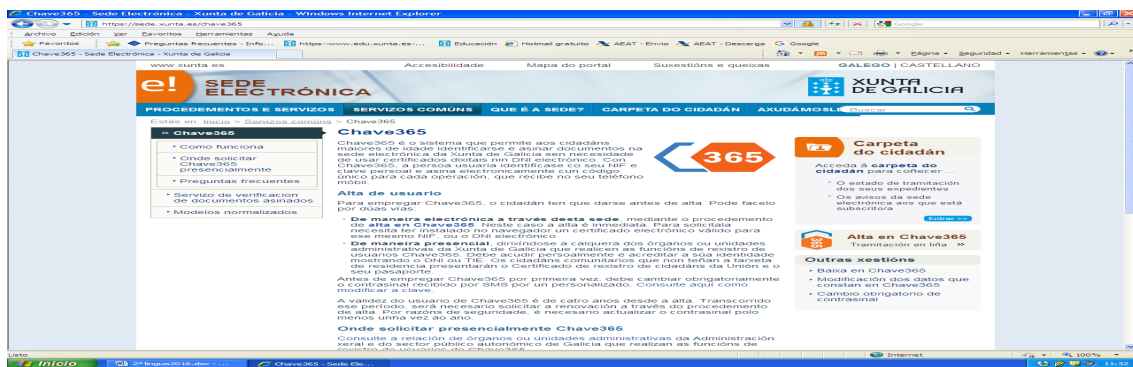 Chave365 - Sede Electrónica - Xunta de Galicia - Windows Internet Explorer
https://sede.xunta.es/chave365
Google
Archivo Edición Ver Favoritos Herramientas Ayuda
Favoritos Preguntas frecuentes - Info... https--www.edu.xunta.es-... Educación Hotmail gratuito AEAT - Envio AEAT - Descarga Google
Chave365 - Sede Electrónica - Xunta de Galicia
Página Seguridad Herramientas
www.xunta.es Accesibilidade Mapa do portal Suxestións e queixas GALEGO | CASTELLANO
e! SEDE
ELECTRÓNICA
XUNTA
DE GALICIA
PROCEDEMENTOS E SERVIZOS SERVIZOS COMÚNS QUE É A SEDE? CARPETA DO CIDADÁN AXUDÁMOSLE Buscar
Estás en: Inicio > Servizos comúns > Chave365
» Chave365
Como funciona
Onde solicitar
Chave365
presencialmente
Preguntas frecuentes
Servizo de verificacion
de documentos asinados
Modelos normalizados
Chave365
Chave365 é o sistema que permite aos cidadáns
maiores de idade identificarse e asinar documentos na
sede electrónica da Xunta de Galicia sen necesidade
de usar certificados dixitais nin DNI electrónico. Con
Chave365, a persoa usuaria identifícase co seu NIF e
clave persoal e asina electronicamente cun código
único para cada operación, que recibe no seu teléfono
móbil.
365
Alta de usuario
Para empregar Chave365, o cidadán ten que darse antes de alta. Pode facelo
por dúas vías:
De maneira electrónica a través desta sede, mediante o procedemento
de alta en Chave365. Neste caso a alta é inmediata. Para solicitala
necesita ter instalado no navegador un certificado electrónico válido para
ese mesmo NIF, ou o DNI electrónico.
De maneira presencial, dirixíndose a calquera dos órganos ou unidades
administrativas da Xunta de Galicia que realicen as funcións de rexistro de
usuarios Chave365. Debe acudir persoalmente e acreditar a súa identidade
mostrando o DNI ou TIE. Os cidadáns comunitarios que non teñan a tarxeta
de residencia presentarán o Certificado de rexistro de cidadáns da Unión e o
seu pasaporte.
Antes de empregar Chave365 por primeira vez, debe cambiar obrigatoriamente
o contrasinal recibido por SMS por un personalizado. Consulte aquí como
modificar a clave.
A validez do usuario de Chave365 é de catro anos desde a alta. Transcorrido
ese período, será necesario solicitar a renovación a través do procedemento
de alta. Por razóns de seguridade, é necesario actualizar o contrasinal polo
menos unha vez ao ano.
Onde solicitar presencialmente Chave365
Consulte a relación de órganos ou unidades administrativas da Administración
xeral e do sector público autonómico de Galicia que realizan as funcións de
rexistro de usuarios de Chave365
Carpeta
do cidadán
Acceda á carpeta do
cidadán para coñecer ...
O estado de tramitación
dos seus expedientes
Os avisos da sede
electrónica aos que está
subscrito/a
Entrar >>
Alta en Chave365
Tramitación en liña »
Outras xestións
Baixa en Chave365
Modificación dos datos que
constan en Chave365
Cambio obrigatorio de
contrasinal
Listo Internet 100%
Inicio 2ª lingua2016.doc - ... Chave365 - Sede Ele... 11:32